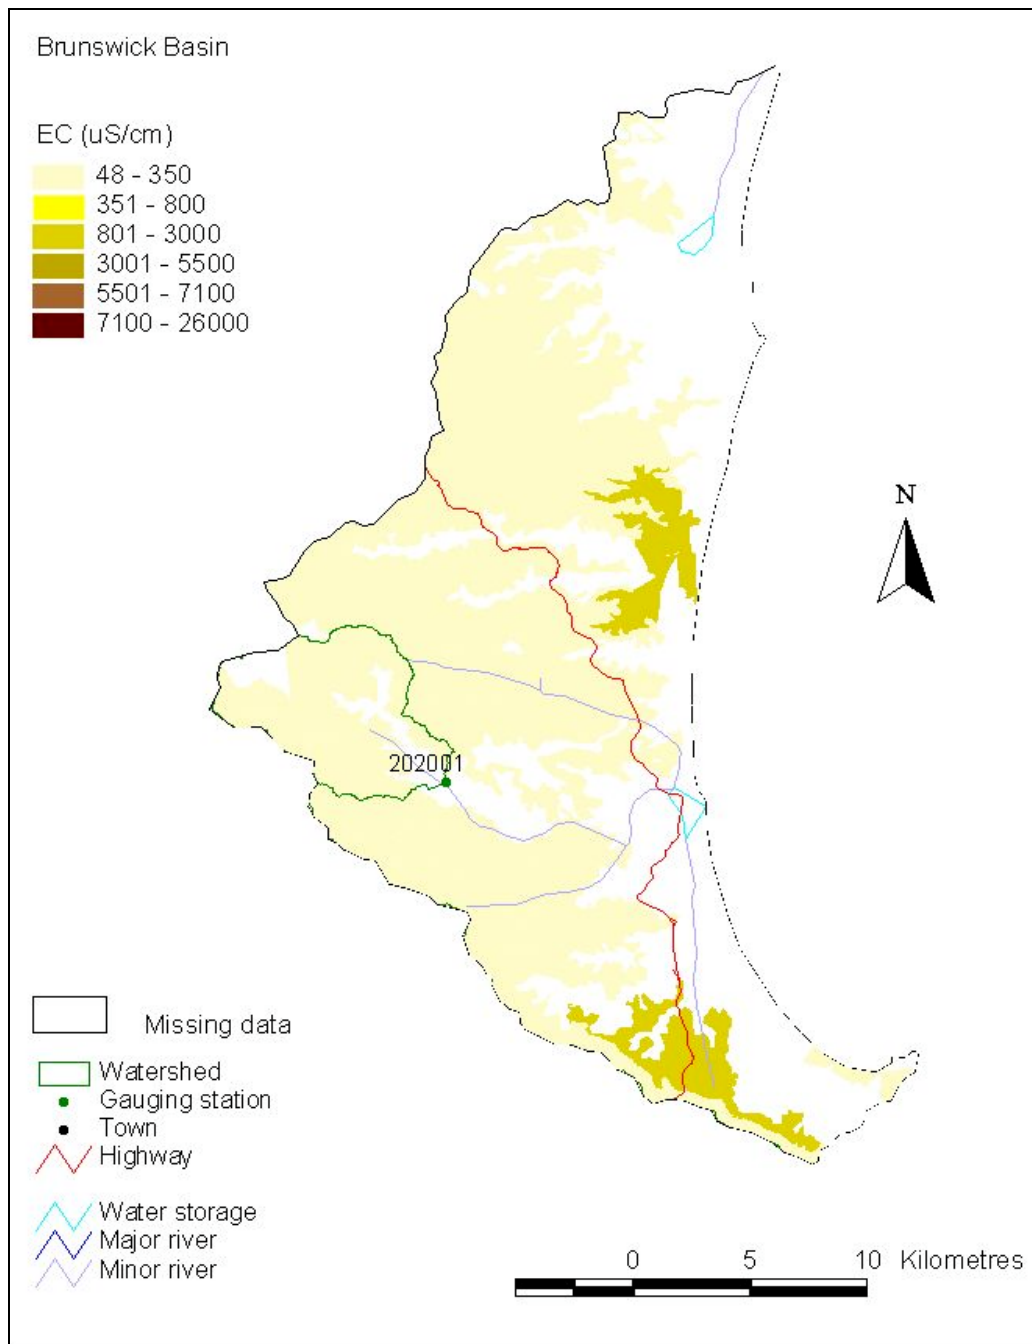 Brunswick Basin
EC (uS/cm)
48 - 350
351 - 800
801 - 3000
3001 - 5500
5501 - 7100
7100 - 26000
N
202001
Missing data
Watershed
Gauging station
Town
Highway
Water storage
Major river
Minor river
0 5 10 Kilometres